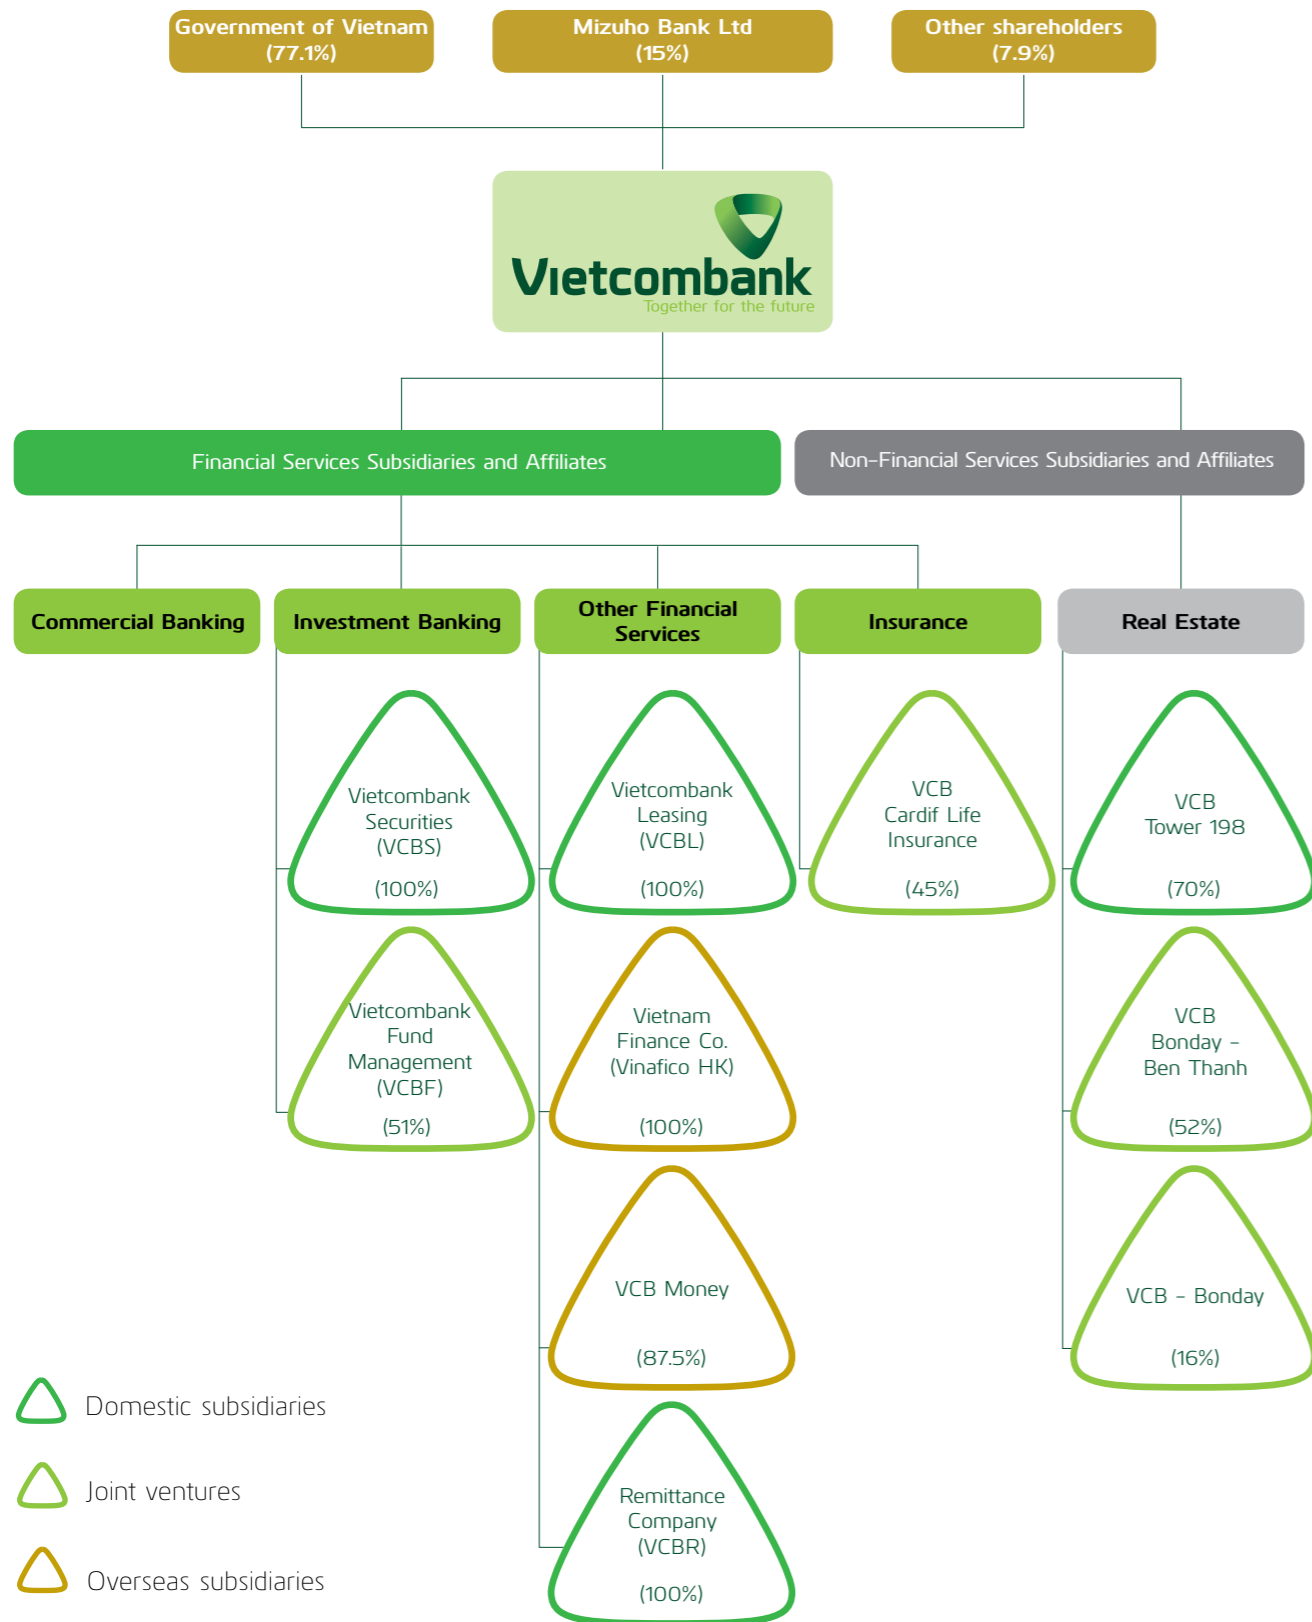 Government of Vietnam
(77.1%)
Mizuho Bank Ltd
(15%)
Other shareholders
(7.9%)
Vietcombank
Together for the future
Financial Services Subsidiaries and Affiliates
Non-Financial Services Subsidiaries and Affiliates
Commercial Banking
Investment Banking
Other Financial
Services
Insurance
Real Estate
Vietcombank
Securities
(VCBS)
(100%)
Vietcombank
Leasing
(VCBL)
(100%)
VCB
Cardif Life
Insurance
(45%)
VCB
Tower 198
(70%)
Vietcombank
Fund
Management
(VCBF)
(51%)
Vietnam
Finance Co.
(Vinafico HK)
(100%)
VCB
Bonday -
Ben Thanh
(52%)
VCB Money
(87.5%)
VCB - Bonday
(16%)
Remittance
Company
(VCBR)
(100%)
Domestic subsidiaries
Joint ventures
Overseas subsidiaries